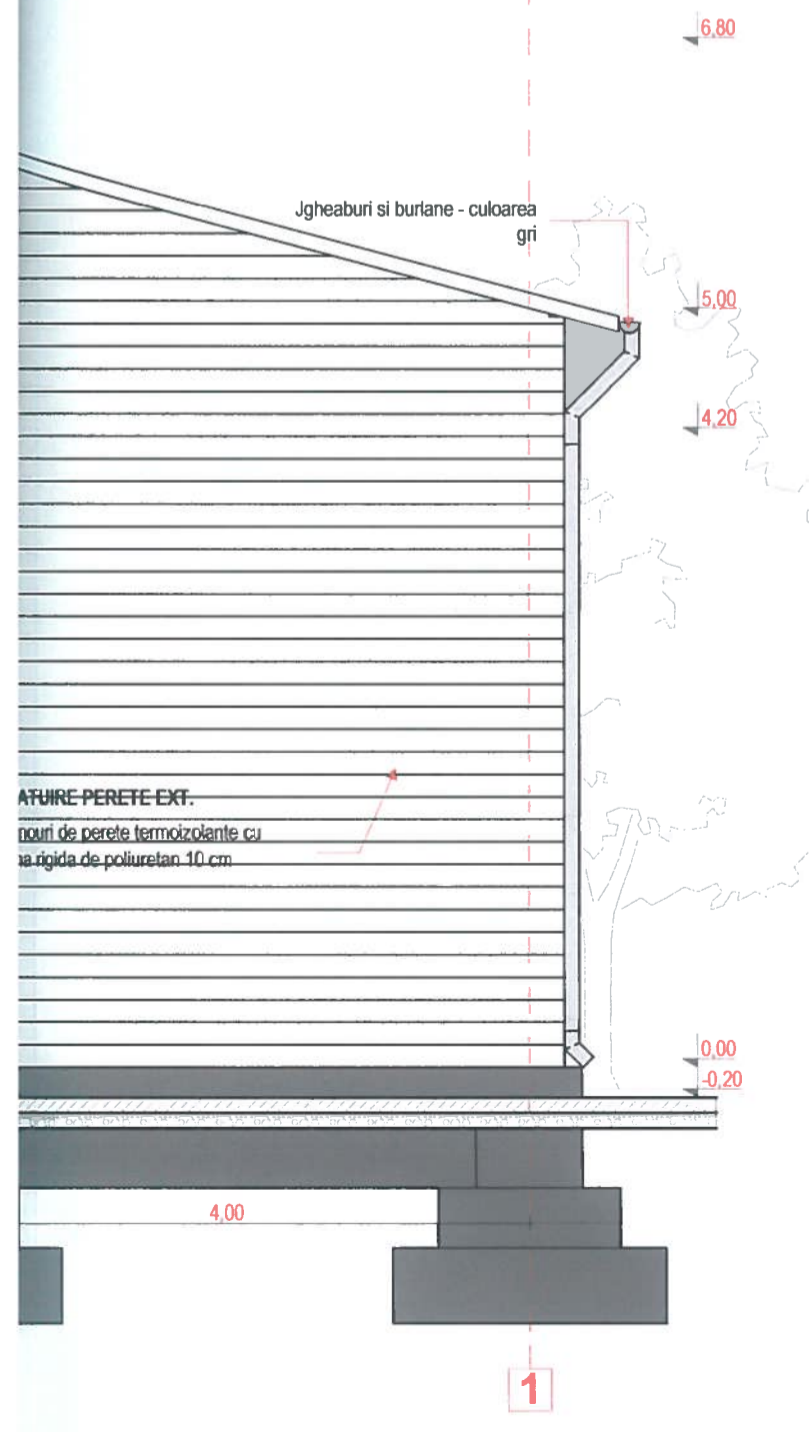 6,80
Jgheaburi si burlane - culoarea
gri
5,00
4,20
ATUIRE PERETE EXT.
nouri de perete termoizolante cu
na rigida de poliuretan 10 cm
0,00
-0,20
4,00
1